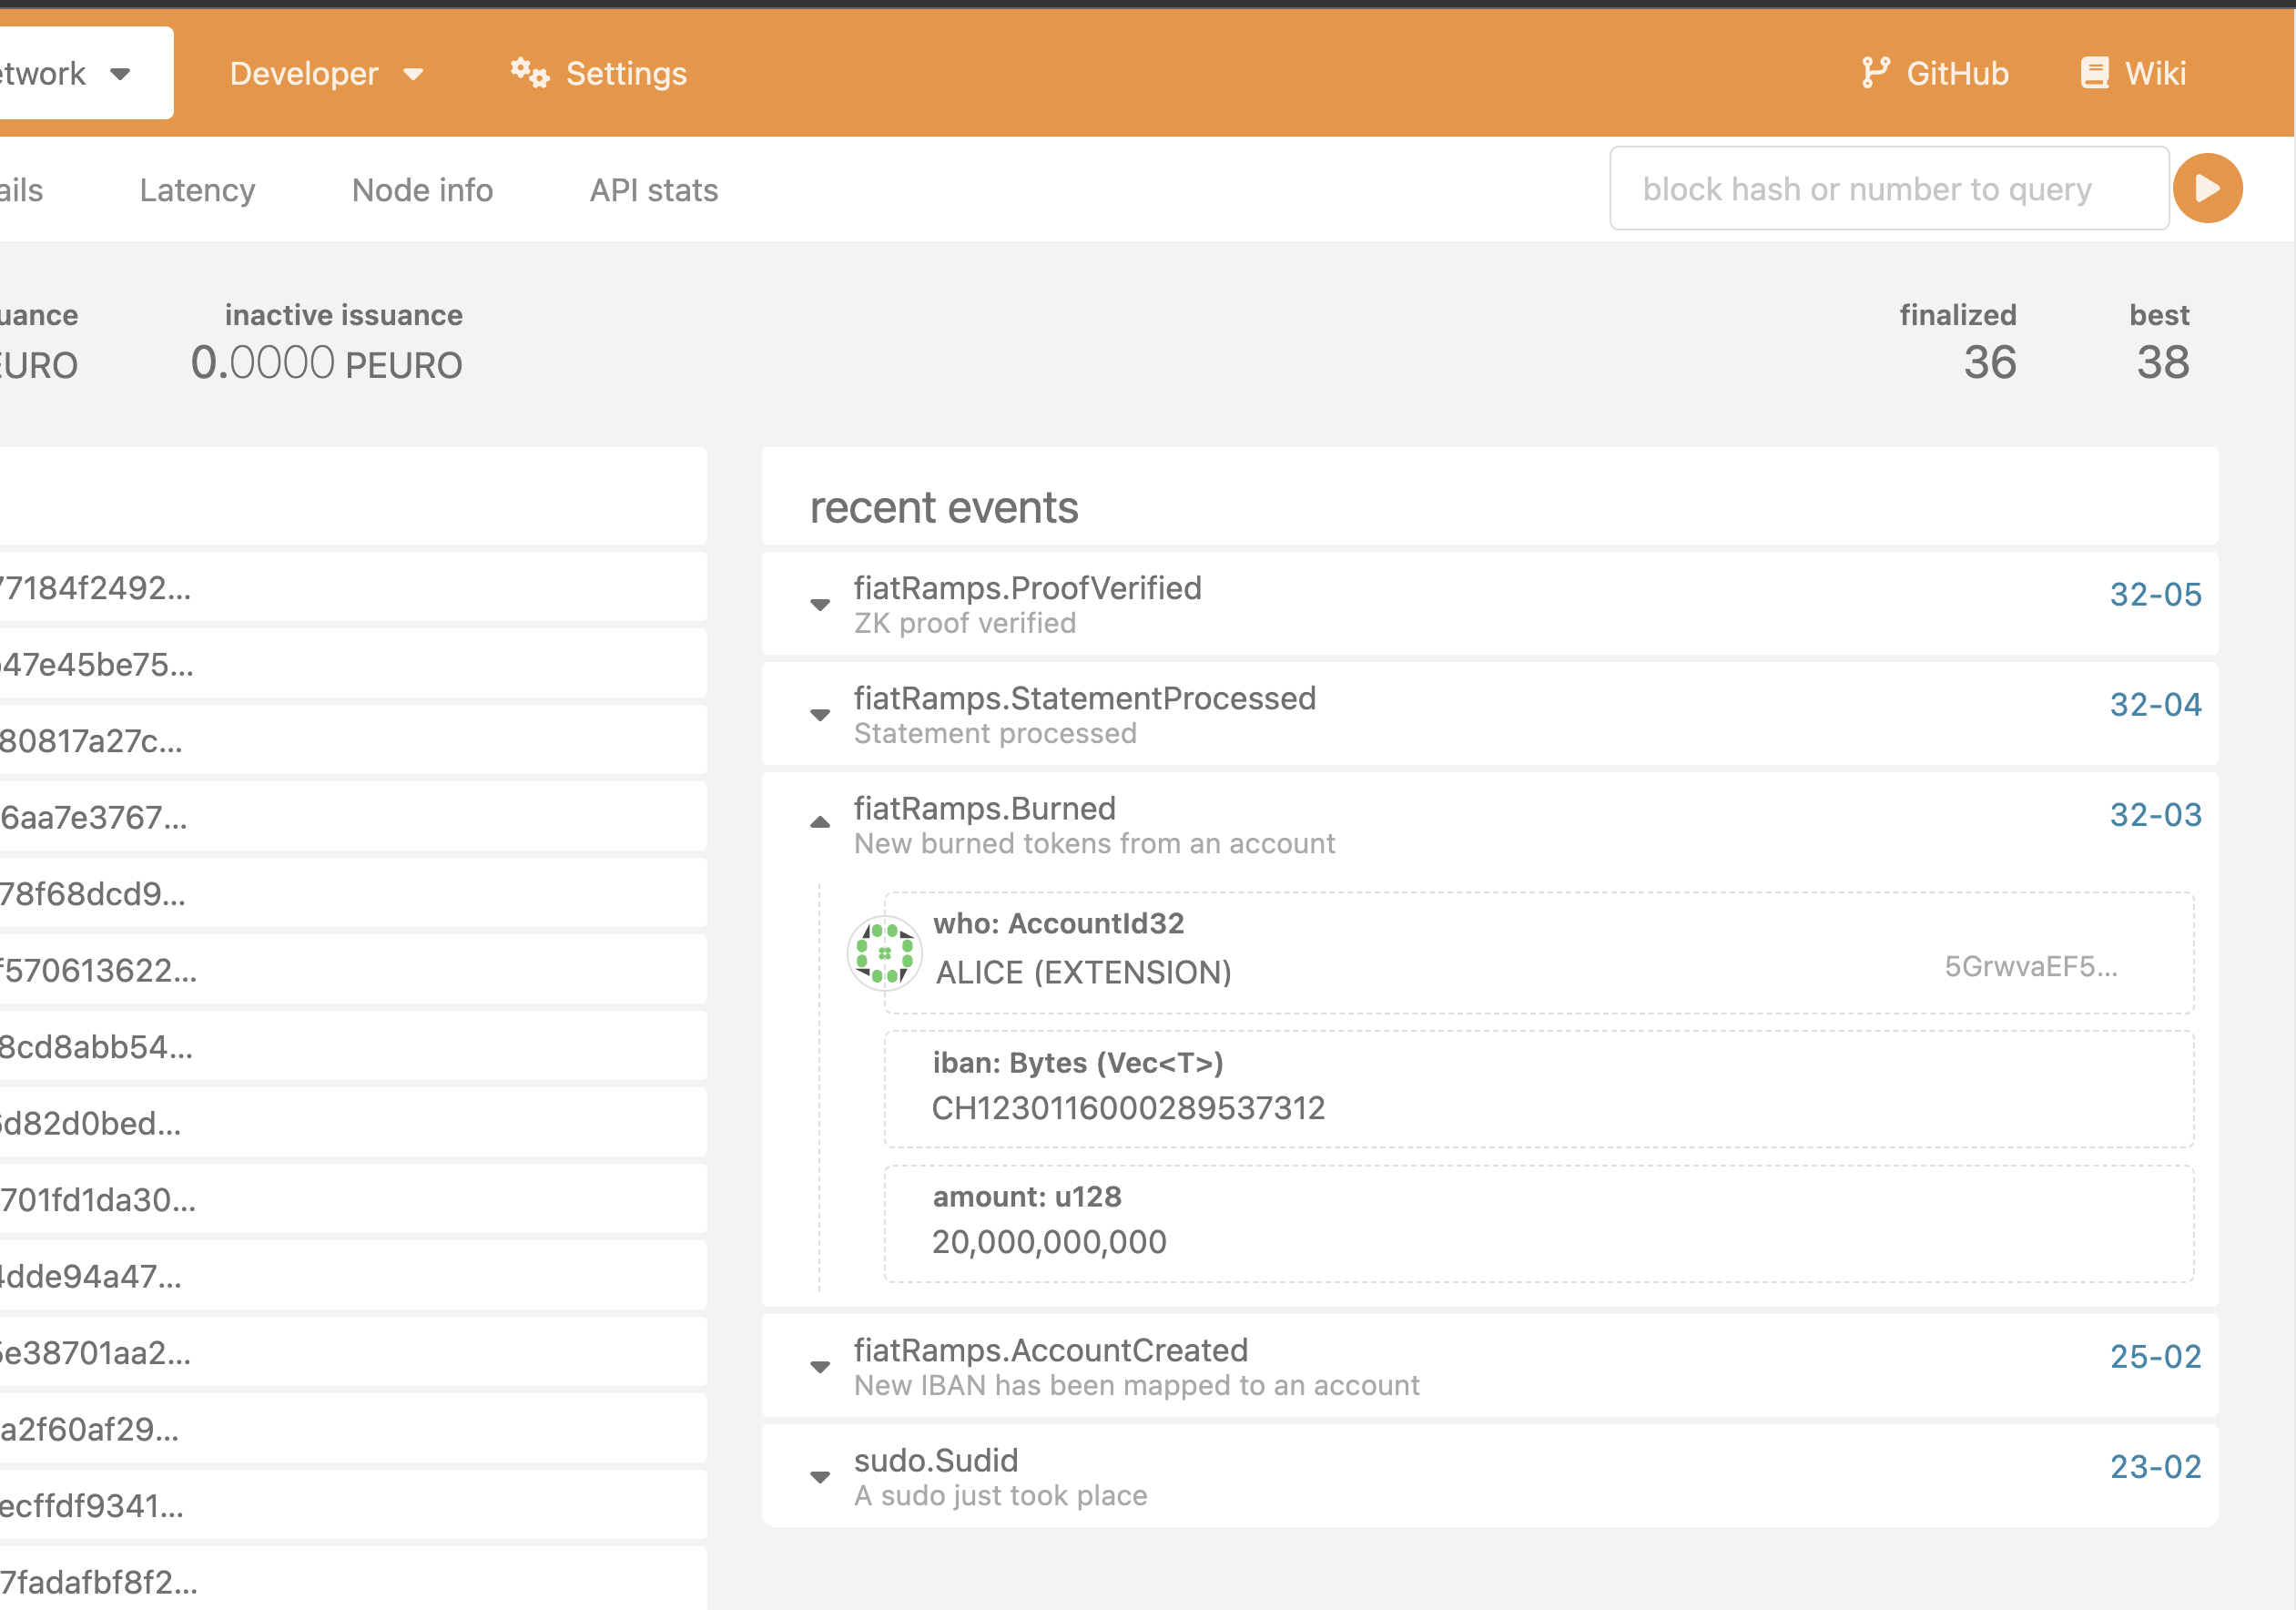 etwork
Developer
Settings
GitHub
Wiki
ails
Latency
Node info
API stats
block hash or number to query
uance
inactive issuance
finalized
best
EURO
0.0000 PEURO
36
38
77184f2492...
47e45be75...
80817a27c...
6aa7e3767...
78f68dcd9...
f570613622...
8cd8abb54...
d82d0bed...
701fd1da30...
4dde94a47...
e38701aa2...
a2f60af29...
ecffdf9341...
7fadafbf8f2...
recent events
fiatRamps.ProofVerified
32-05
ZK proof verified
fiatRamps.StatementProcessed
32-04
Statement processed
fiatRamps.Burned
32-03
New burned tokens from an account
who: AccountId32
ALICE (EXTENSION)
5GrwvaEF5...
iban: Bytes (Vec<T>)
CH1230116000289537312
amount: u128
20,000,000,000
fiatRamps.AccountCreated
25-02
New IBAN has been mapped to an account
sudo.Sudid
23-02
A sudo just took place